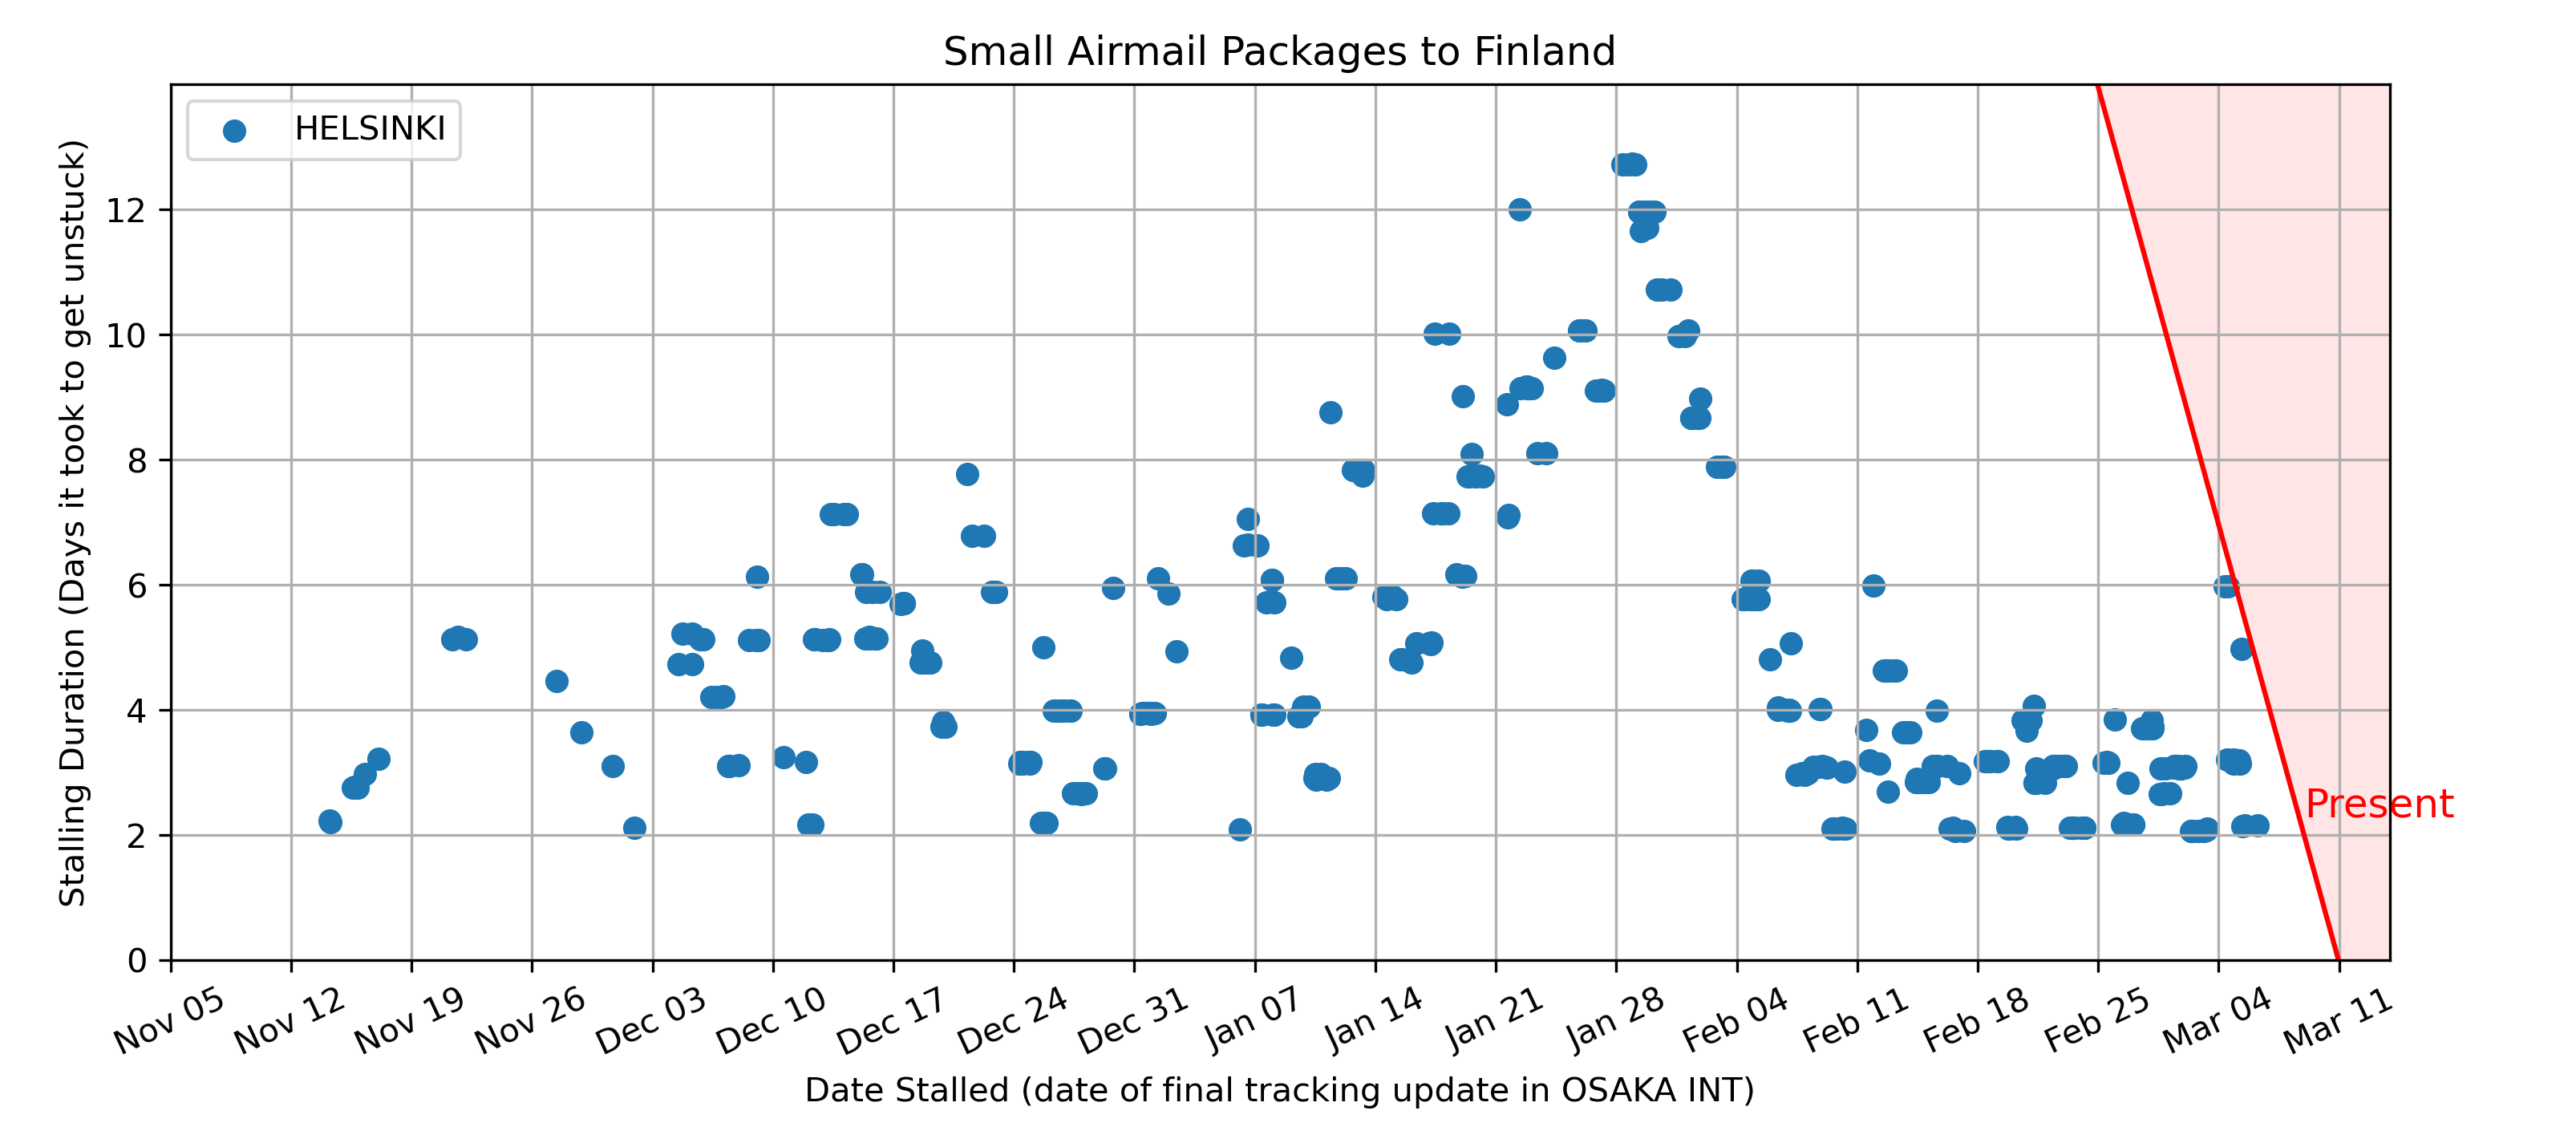 Small Airmail Packages to Finland
HELSINKI
Stalling Duration (Days it took to get unstuck)
12
10
8
6
4
2
0
Present
Nov 05
Nov 12
Nov 19
Nov 26
Dec 03
Dec 10
Dec 17
Dec 24
Dec 31
Jan 07
Jan 14
Jan 21
Jan 28
Feb 04
Feb 11
Feb 18
Feb 25
Mar 04
Mar 11
Date Stalled (date of final tracking update in OSAKA INT)